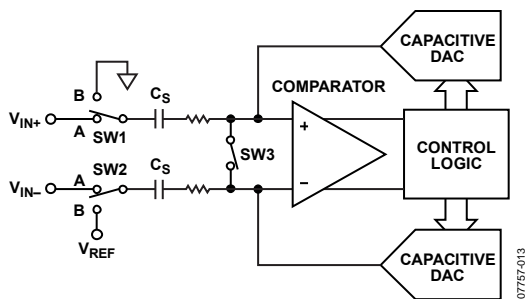 CAPACITIVE
DAC
COMPARATOR
B
CS
VIN+
A
SW1
+
SW3
CONTROL
LOGIC
CS
SW2
VIN–
A
–
B
VREF
CAPACITIVE
DAC
07757-013